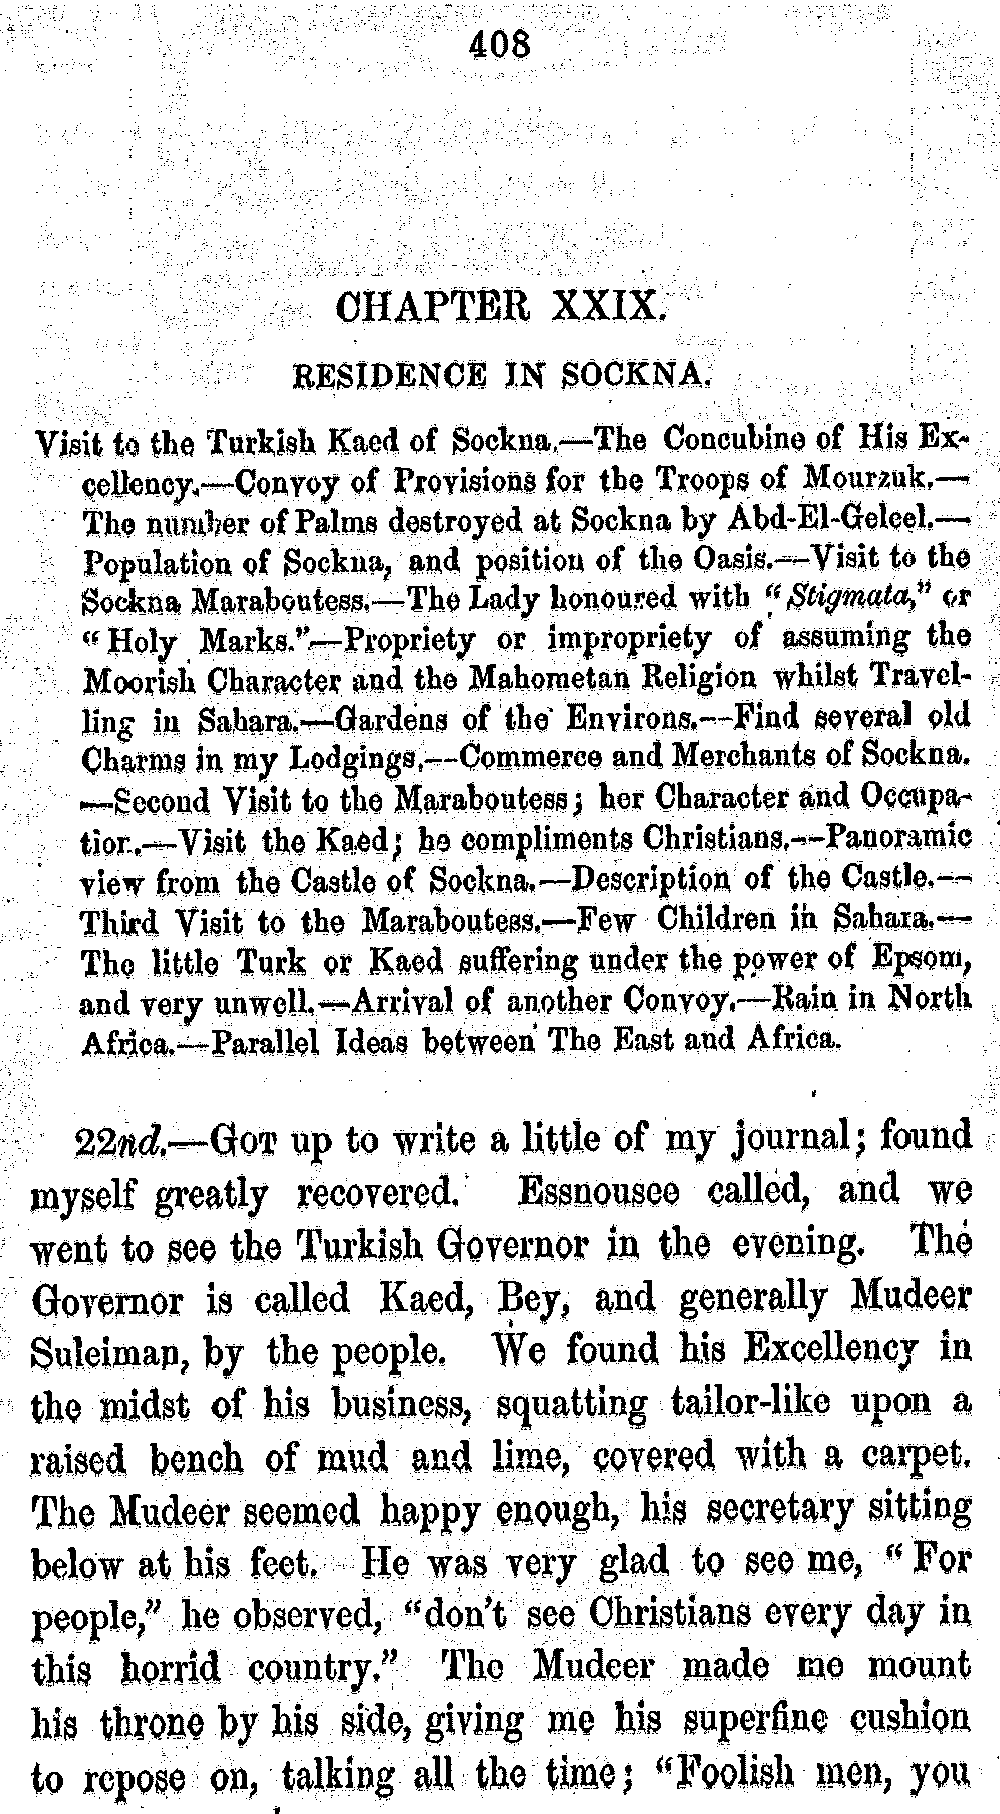 408
CHAPTER XXIX.
RESIDENCE IN SOCKNA.
Visit to the Turkish Kaed of Sockna.—The Concubine of His Ex-
cellency.—Convoy of Provisions for the Troops of Mourzuk.—
The number of Palms destroyed at Sockna by Abd-El-Geleel.—
Population of Sockna, and position of the Oasis.—Visit to the
Sockna Maraboutess.—The Lady honoured with "Stigmata," or
"Holy Marks."—Propriety or impropriety of assuming the
Moorish Character and the Mahometan Religion whilst Travel-
ling in Sahara.—Gardens of the Environs.—Find several old
Charms in my Lodgings.—Commerce and Merchants of Sockna.
—Second Visit to the Maraboutess; her Character and Occupa-
tion.—Visit the Kaed; he compliments Christians.—Panoramic
view from the Castle of Sockna.—Description of the Castle.—
Third Visit to the Maraboutess.—Few Children in Sahara.—
The little Turk or Kaed suffering under the power of Epsom,
and very unwell.—Arrival of another Convoy.—Rain in North
Africa.—Parallel Ideas between The East and Africa.
22nd.—GOT up to write a little of my journal; found
myself greatly recovered. Essnousee called, and we
went to see the Turkish Governor in the evening. The
Governor is called Kaed, Bey, and generally Mudeer
Suleiman, by the people. We found his Excellency in
the midst of his business, squatting tailor-like upon a
raised bench of mud and lime, covered with a carpet.
The Mudeer seemed happy enough, his secretary sitting
below at his feet. He was very glad to see me, "For
people," he observed, "don't see Christians every day in
this horrid country." The Mudeer made me mount
his throne by his side, giving me his superfine cushion
to repose on, talking all the time; "Foolish men, you